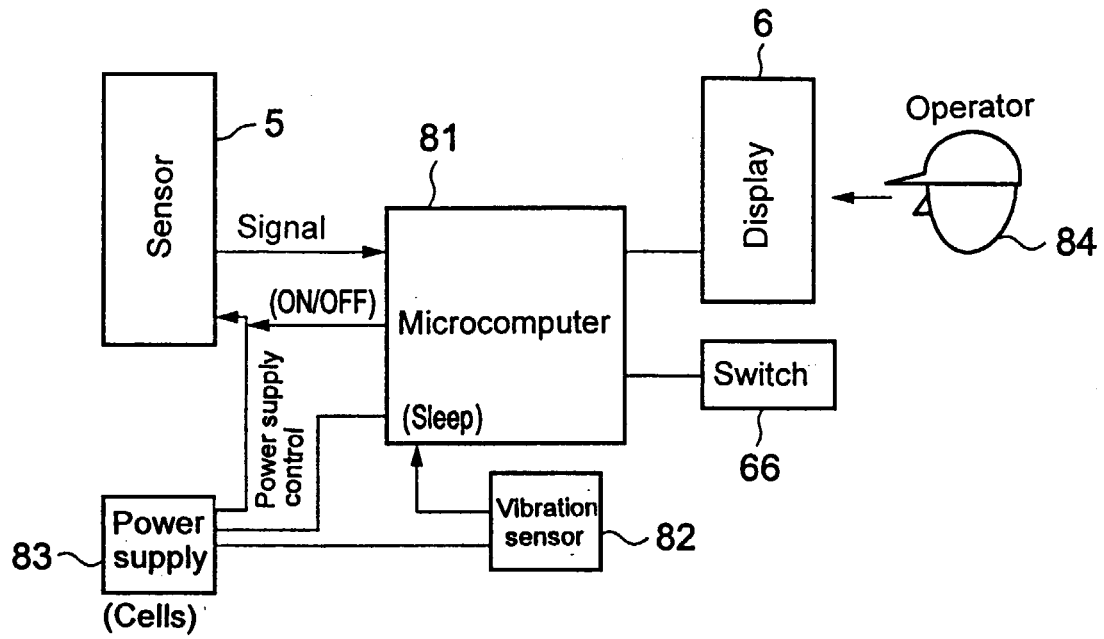 6
Operator
5
81
Sensor
Display
Signal
84
(ON/OFF)
Microcomputer
Switch
Power supply
control
(Sleep)
66
Power
supply
Vibration
sensor
83
82
(Cells)